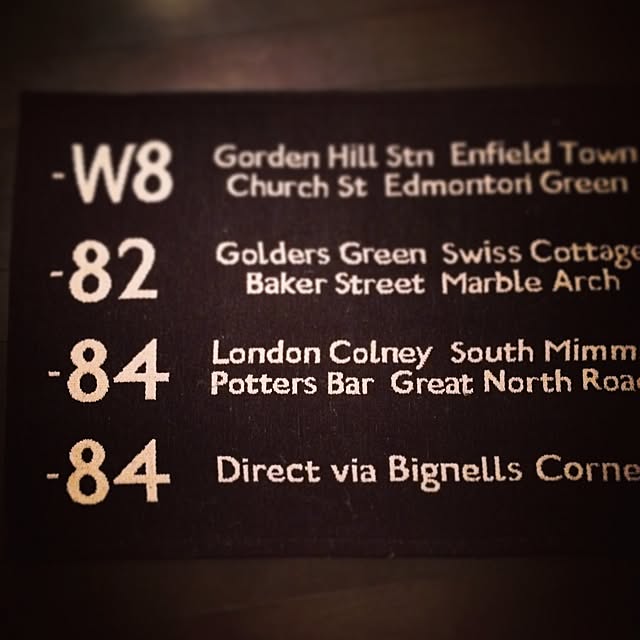 -W8 Gorden Hill Stn Enfield Town
Church St Edmonton Green
-82 Golders Green Swiss Cottage
Baker Street Marble Arch
-84 London Colney South Mimm
Potters Bar Great North Roa
-84 Direct via Bignells Corne